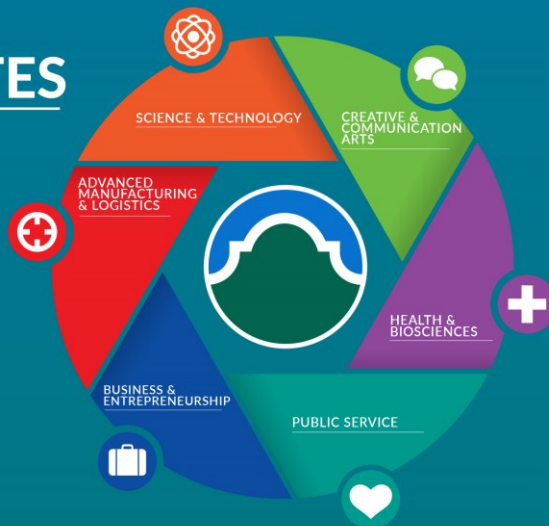 TES
SCIENCE & TECHNOLOGY
CREATIVE &
COMMUNICATION
ARTS
ADVANCED
MANUFACTURING
& LOGISTICS
HEALTH &
BIOSCIENCES
BUSINESS &
ENTREPRENEURSHIP
PUBLIC SERVICE